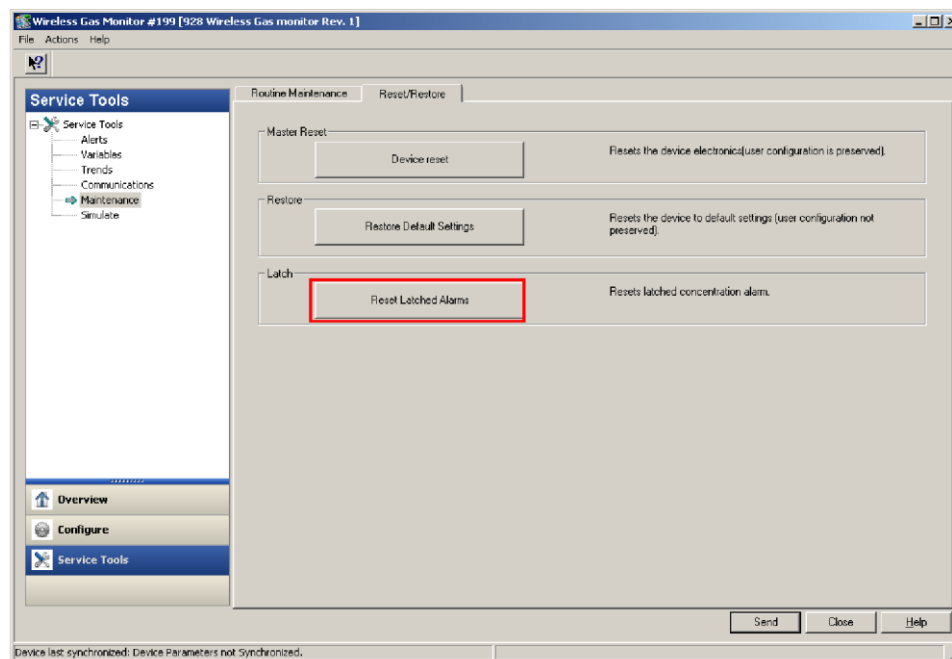 Wireless Gas Monitor #199 [928 Wireless Gas monitor Rev. 1]
File Actions Help
Service Tools
Service Tools
Alerts
Variables
Trends
Communications
Maintenance
Simulate
Overview
Configure
Service Tools
Routine Maintenance Reset/Restore
Master Reset
Device reset
Resets the device electronics(user configuration is preserved).
Restore
Restore Default Settings
Resets the device to default settings (user configuration not
preserved).
Latch
Reset Latched Alarms
Resets latched concentration alarm.
Send Close Help
Device last synchronized: Device Parameters not Synchronized.